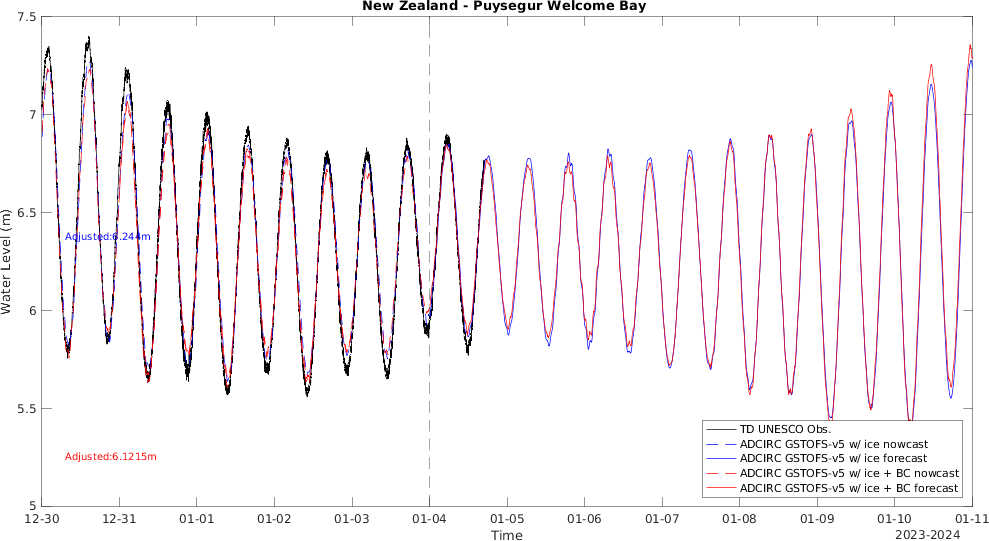 New Zealand - Puysegur Welcome Bay
7.5
7
6.5
6
5.5
5
Water Level (m)
Adjusted:6.244m
Adjusted:6.1215m
TD UNESCO Obs.
ADCIRC GSTOFS-v5 w/ ice nowcast
ADCIRC GSTOFS-v5 w/ ice forecast
ADCIRC GSTOFS-v5 w/ ice + BC nowcast
ADCIRC GSTOFS-v5 w/ ice + BC forecast
12-30 12-31 01-01 01-02 01-03 01-04 01-05 01-06 01-07 01-08 01-09 01-10 01-11
Time
2023-2024